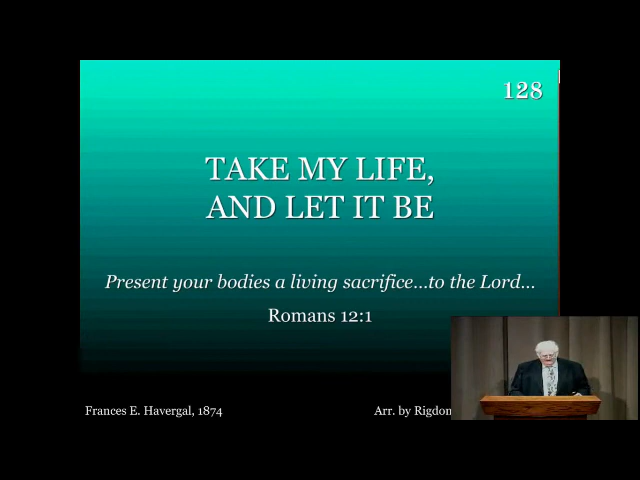 128
TAKE MY LIFE,
AND LET IT BE
Present your bodies a living sacrifice...to the Lord...
Romans 12:1
Frances E. Havergal, 1874
Arr. by Rigdon